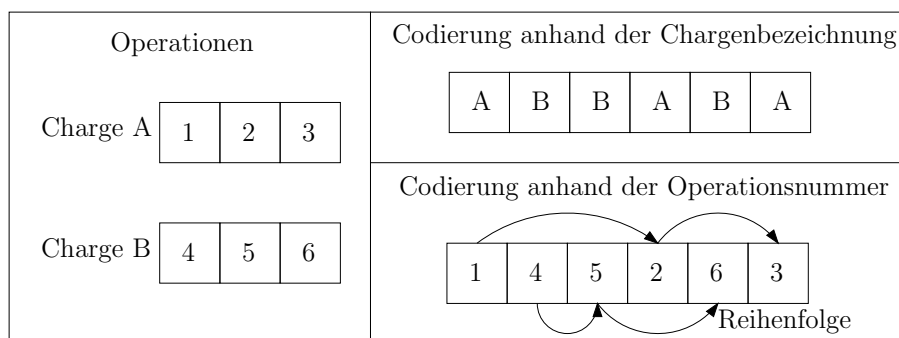 Operationen
Charge A 1 2 3
Charge B 4 5 6
Codierung anhand der Chargenbezeichnung
A B B A B A
Codierung anhand der Operationsnummer
1 4 5 2 6 3
Reihenfolge